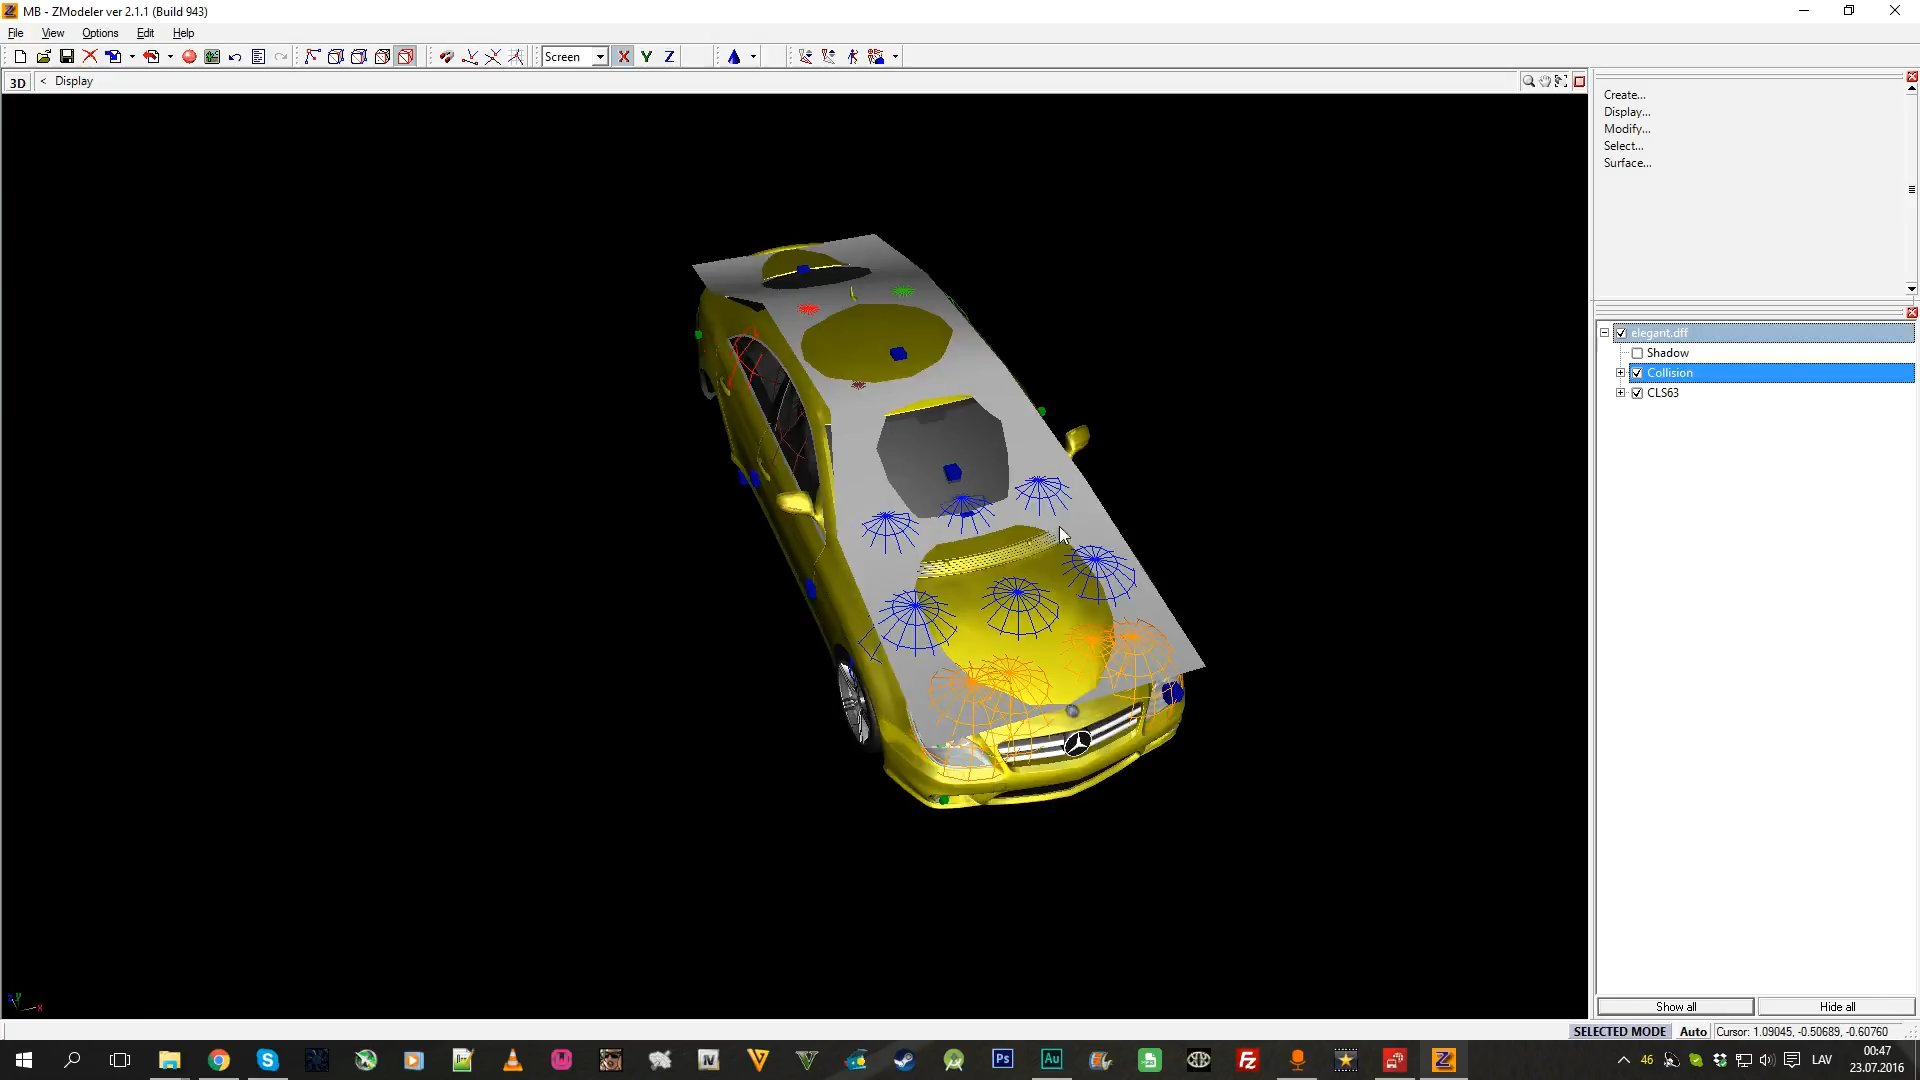 MB - ZModeler ver 2.1.1 (Build 943)
File View Options Edit Help
Screen X Y Z
3D < Display
Create...
Display...
Modify...
Select...
Surface...
elegant.dff
Shadow
Collision
CLS63
Show all Hide all
SELECTED MODE Auto Cursor: 1.09045, -0.50689, -0.60760
46 LAV 00:47
23.07.2016